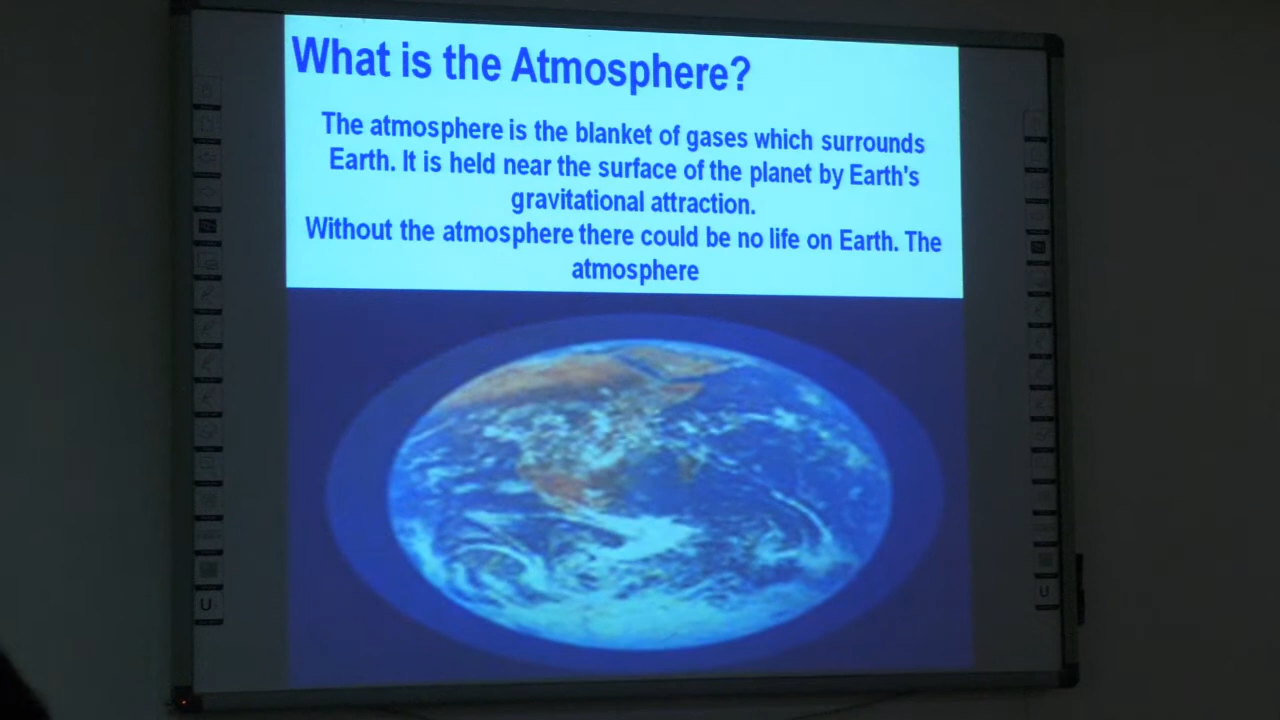 What is the Atmosphere?
The atmosphere is the blanket of gases which surrounds
Earth. It is held near the surface of the planet by Earth's
gravitational attraction.
Without the atmosphere there could be no life on Earth. The
atmosphere
U
U